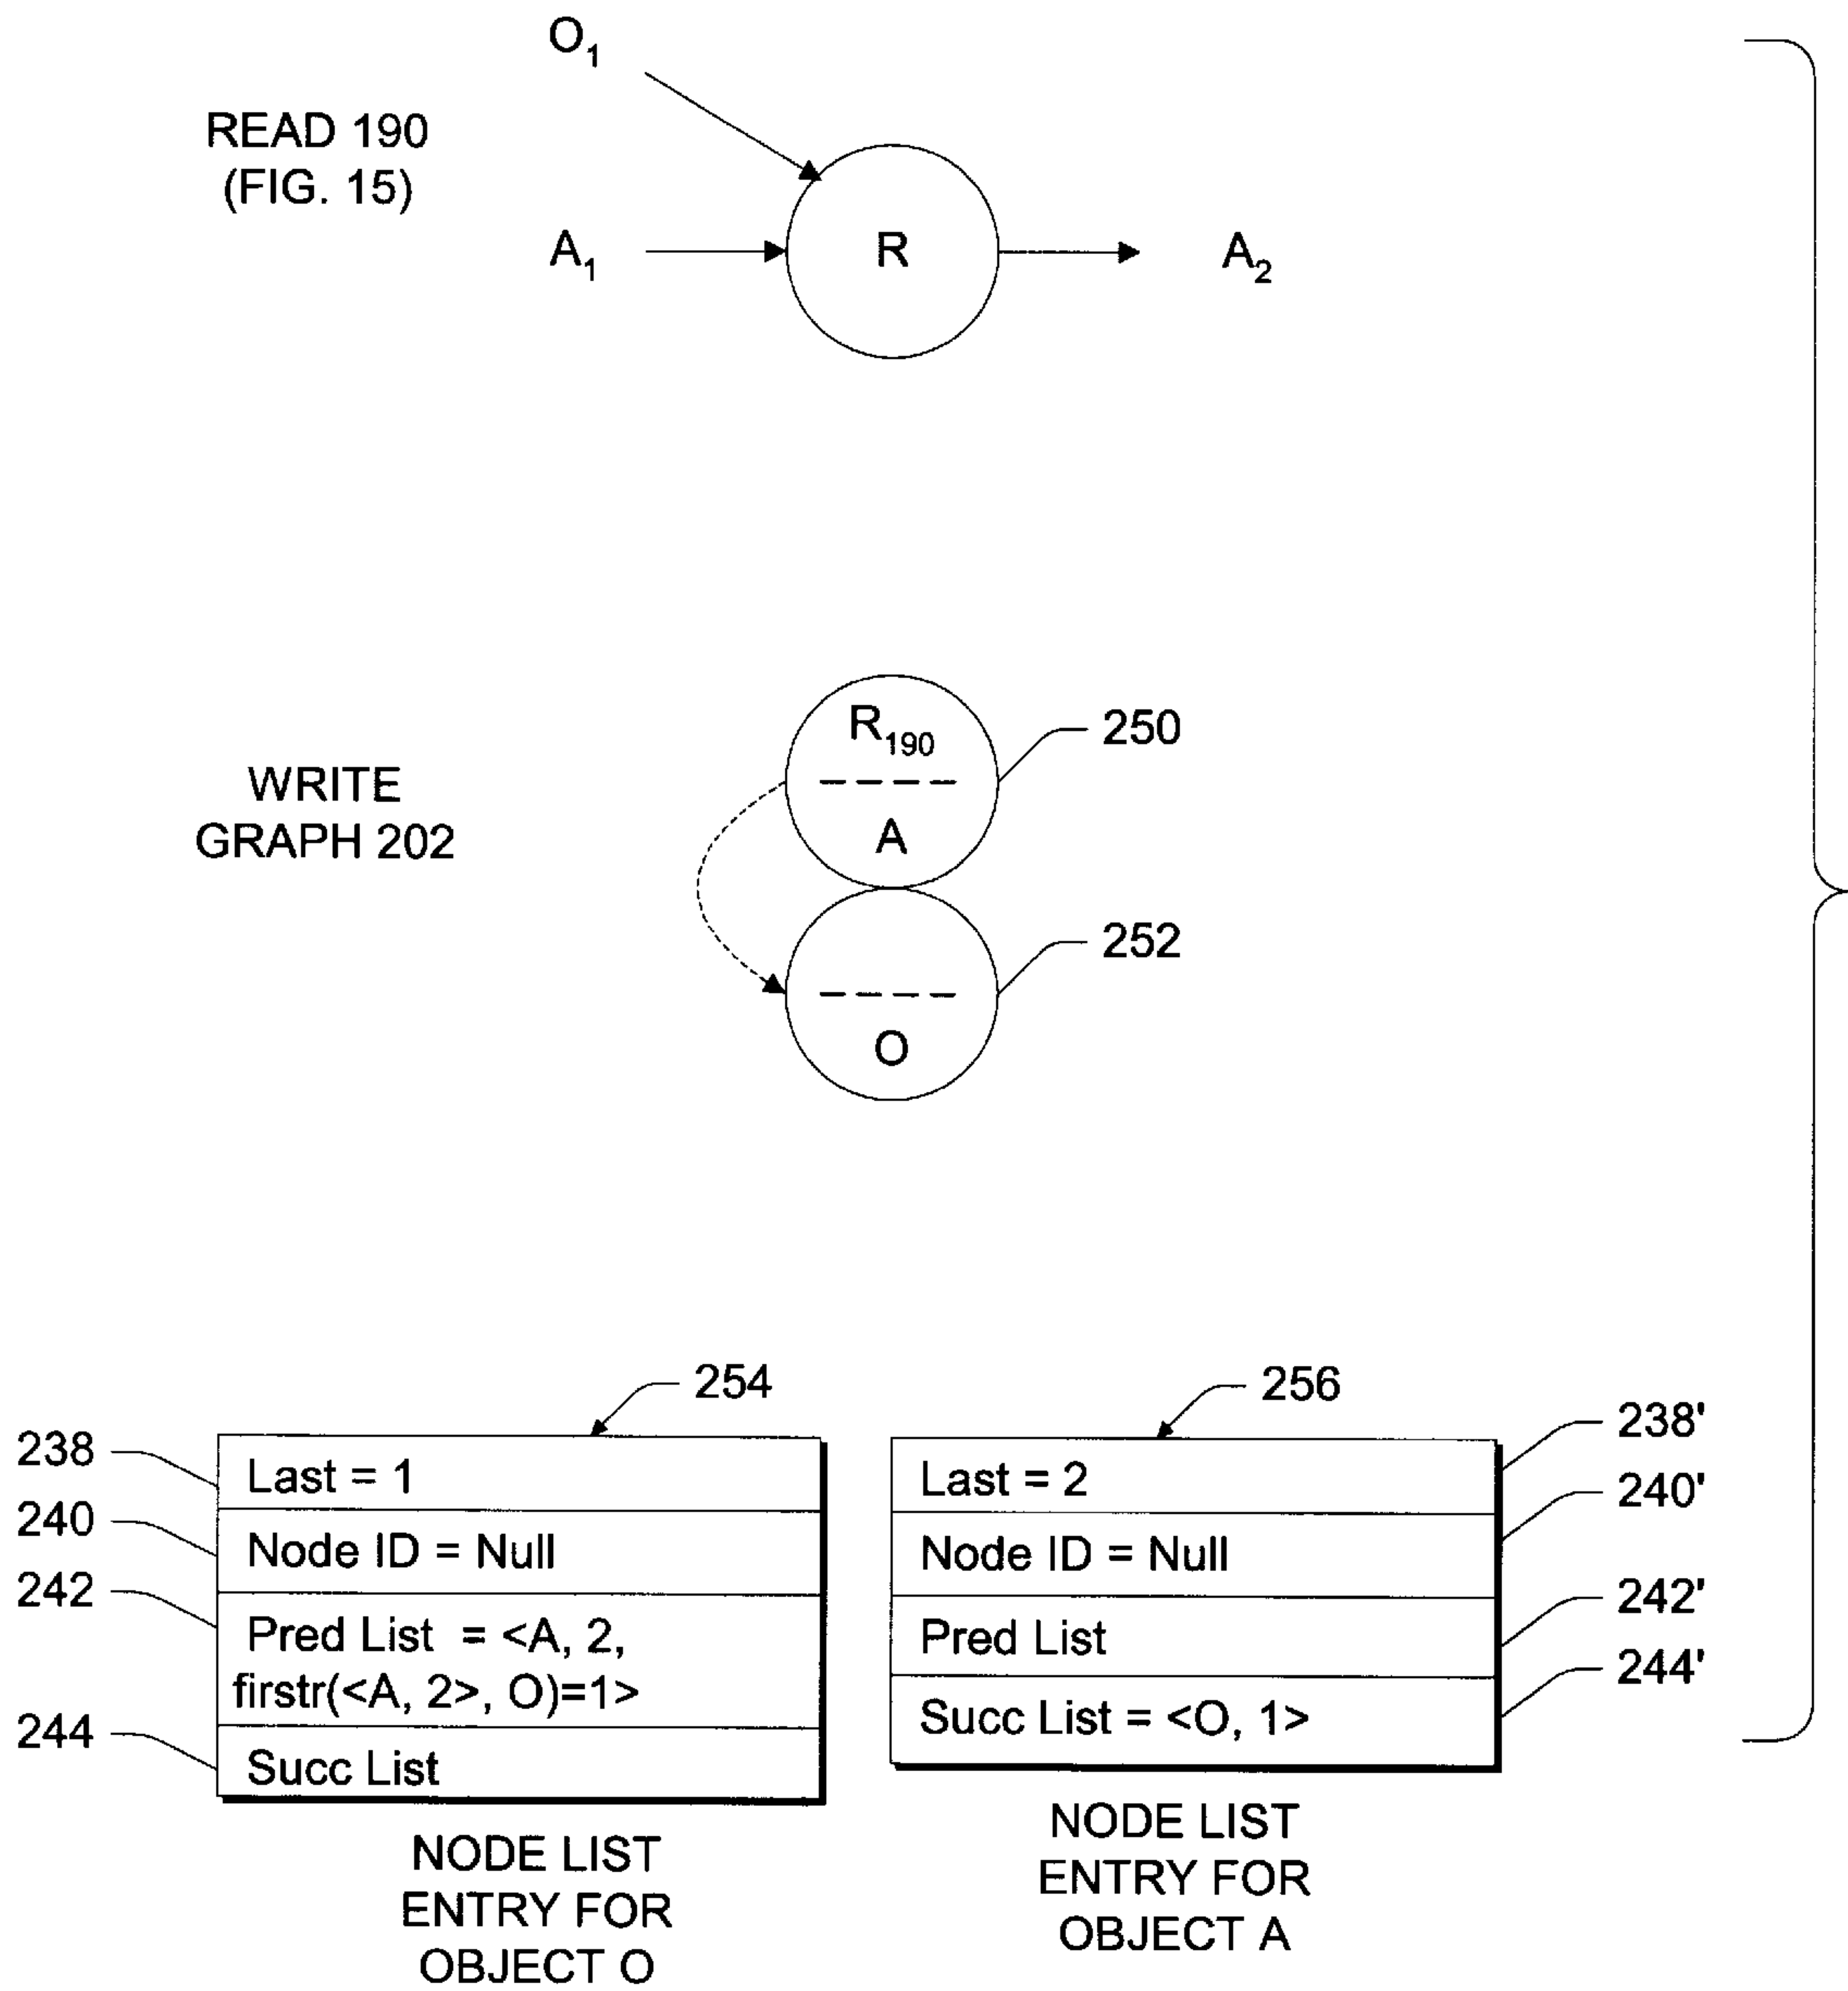 O1
READ 190
(FIG. 15)
A1
R
A2
R190
250
WRITE
GRAPH 202
A
252
O
254
256
238
Last = 1
Last = 2
238'
240
Node ID = Null
Node ID = Null
240'
242
Pred List = <A, 2,
firstr(<A, 2>, O)=1>
Pred List
242'
Succ List = <O, 1>
244'
244
Succ List
NODE LIST
ENTRY FOR
OBJECT O
NODE LIST
ENTRY FOR
OBJECT A